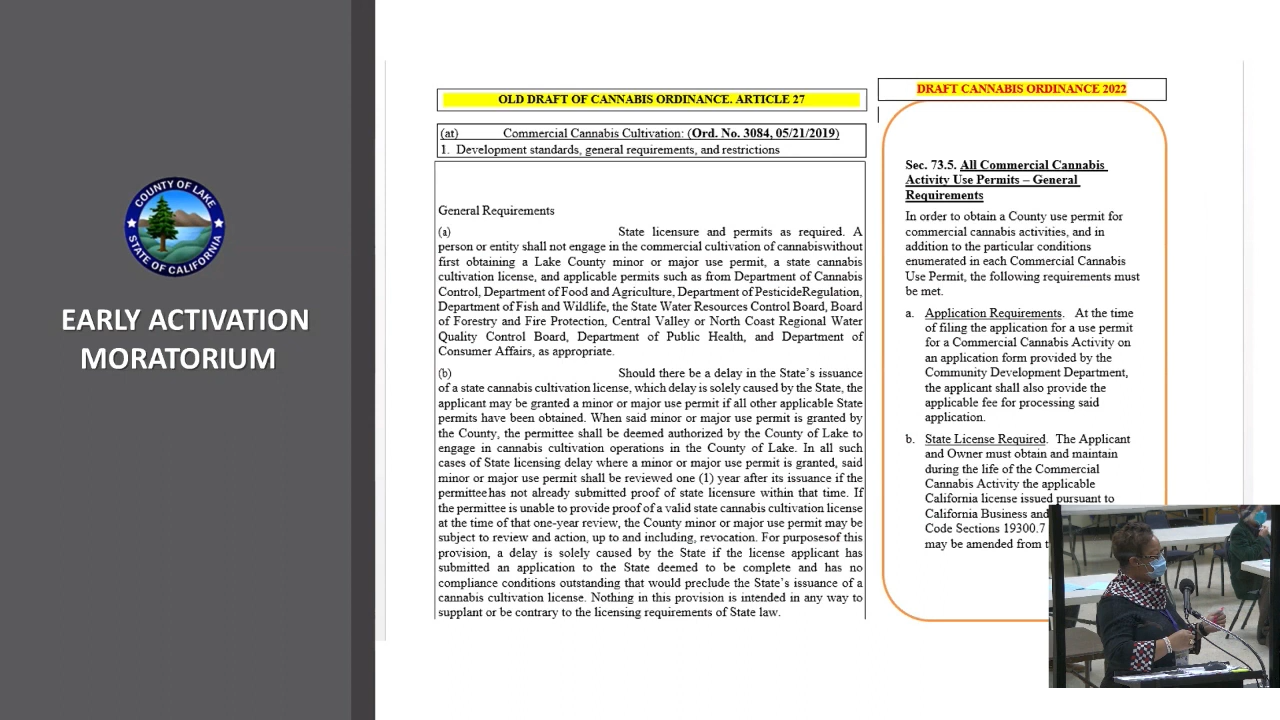 COUNTY OF LAKE
STATE OF CALIFORNIA
EARLY ACTIVATION
MORATORIUM
OLD DRAFT OF CANNABIS ORDINANCE. ARTICLE 27
(at) Commercial Cannabis Cultivation: (Ord. No. 3084, 05/21/2019)
1. Development standards, general requirements, and restrictions
General Requirements
(a) State licensure and permits as required. A
person or entity shall not engage in the commercial cultivation of cannabiswithout
first obtaining a Lake County minor or major use permit, a state cannabis
cultivation license, and applicable permits such as from Department of Cannabis
Control, Department of Food and Agriculture, Department of PesticideRegulation,
Department of Fish and Wildlife, the State Water Resources Control Board, Board
of Forestry and Fire Protection, Central Valley or North Coast Regional Water
Quality Control Board, Department of Public Health, and Department of
Consumer Affairs, as appropriate.
(b) Should there be a delay in the State's issuance
of a state cannabis cultivation license, which delay is solely caused by the State, the
applicant may be granted a minor or major use permit if all other applicable State
permits have been obtained. When said minor or major use permit is granted by
the County, the permittee shall be deemed authorized by the County of Lake to
engage in cannabis cultivation operations in the County of Lake. In all such
cases of State licensing delay where a minor or major use permit is granted, said
minor or major use permit shall be reviewed one (1) year after its issuance if the
permitteehas not already submitted proof of state licensure within that time. If
the permittee is unable to provide proof of a valid state cannabis cultivation license
at the time of that one-year review, the County minor or major use permit may be
subject to review and action, up to and including, revocation. For purposesof this
provision, a delay is solely caused by the State if the license applicant has
submitted an application to the State deemed to be complete and has no
compliance conditions outstanding that would preclude the State's issuance of a
cannabis cultivation license. Nothing in this provision is intended in any way to
supplant or be contrary to the licensing requirements of State law.
DRAFT CANNABIS ORDINANCE 2022
Sec. 73.5. All Commercial Cannabis
Activity Use Permits – General
Requirements
In order to obtain a County use permit for
commercial cannabis activities, and in
addition to the particular conditions
enumerated in each Commercial Cannabis
Use Permit, the following requirements must
be met.
a. Application Requirements. At the time
of filing the application for a use permit
for a Commercial Cannabis Activity on
an application form provided by the
Community Development Department,
the applicant shall also provide the
applicable fee for processing said
application.
b. State License Required. The Applicant
and Owner must obtain and maintain
during the life of the Commercial
Cannabis Activity the applicable
California license issued pursuant to
California Business and
Code Sections 19300.7
may be amended from